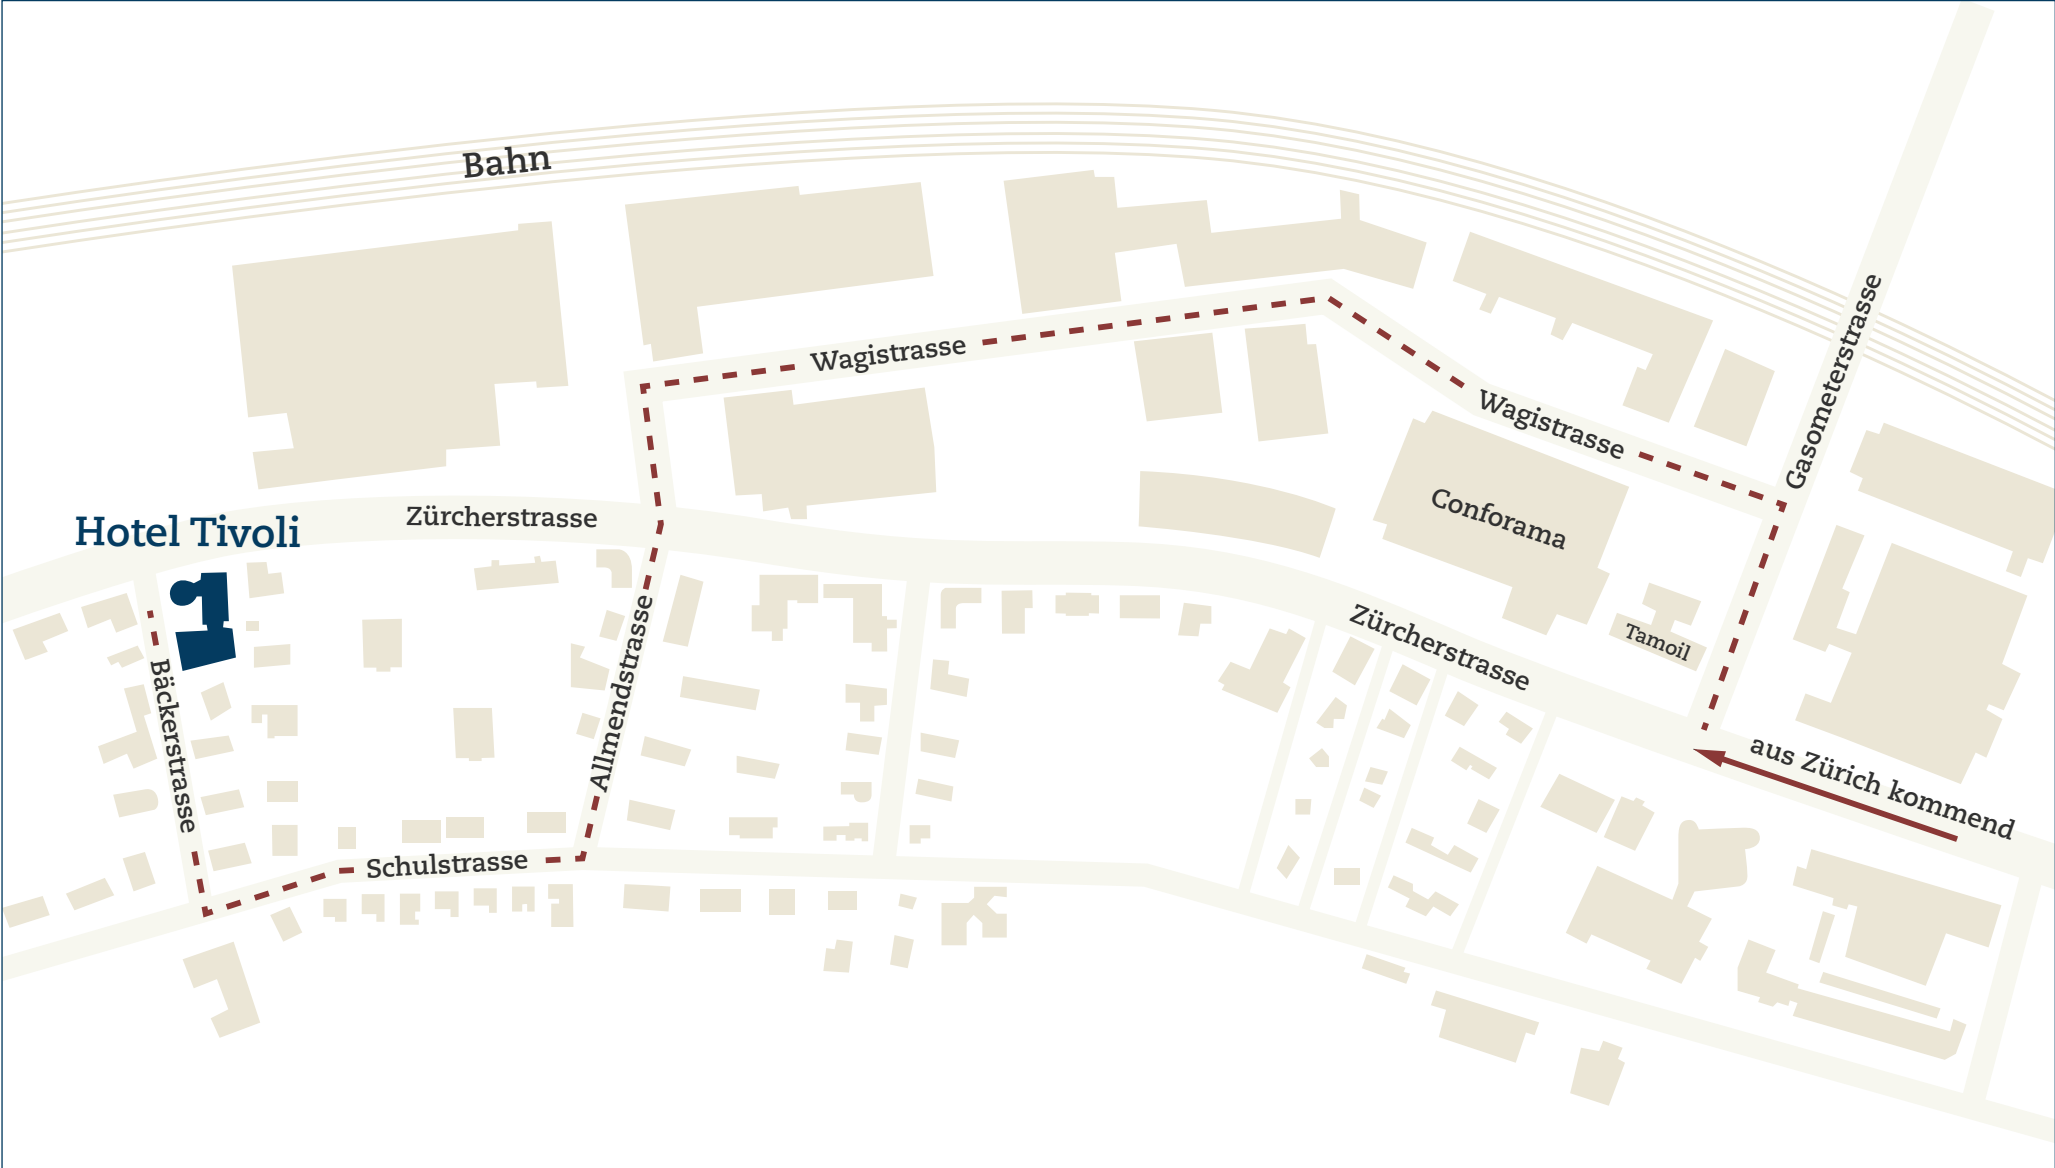 Bahn
Gasometerstrasse
Wagistrasse
Wagistrasse
Conforama
Zürcherstrasse
Hotel Tivoli
Tamoil
Zürcherstrasse
Allmendstrasse
Bäckerstrasse
aus Zürich kommend
Schulstrasse